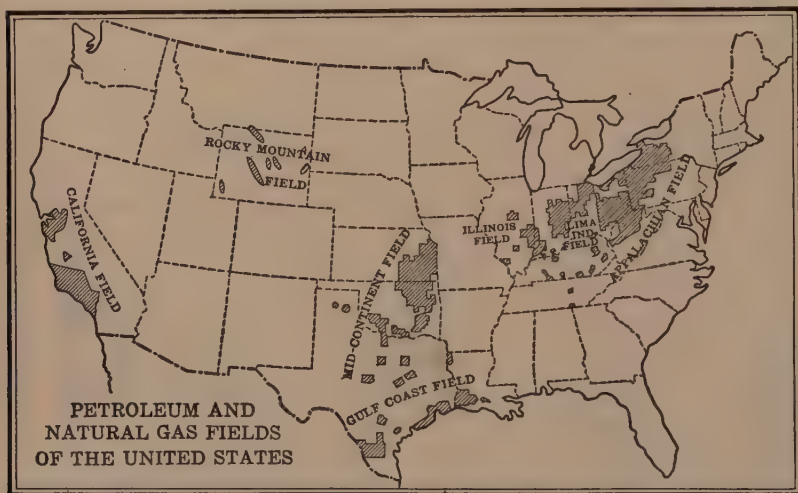 ROCKY MOUNTAIN
FIELD
CALIFORNIA FIELD
MID-CONTINENT FIELD
ILLINOIS
FIELD
LIMA
IND.
FIELD
APPALACHIAN FIELD
GULF COAST FIELD
PETROLEUM AND
NATURAL GAS FIELDS
OF THE UNITED STATES